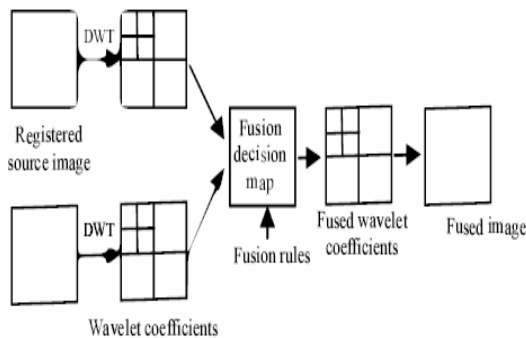 DWT
Registered
source image
Fusion
decision
map
Fused wavelet
coefficients
Fused image
DWT
Fusion rules
Wavelet coefficients